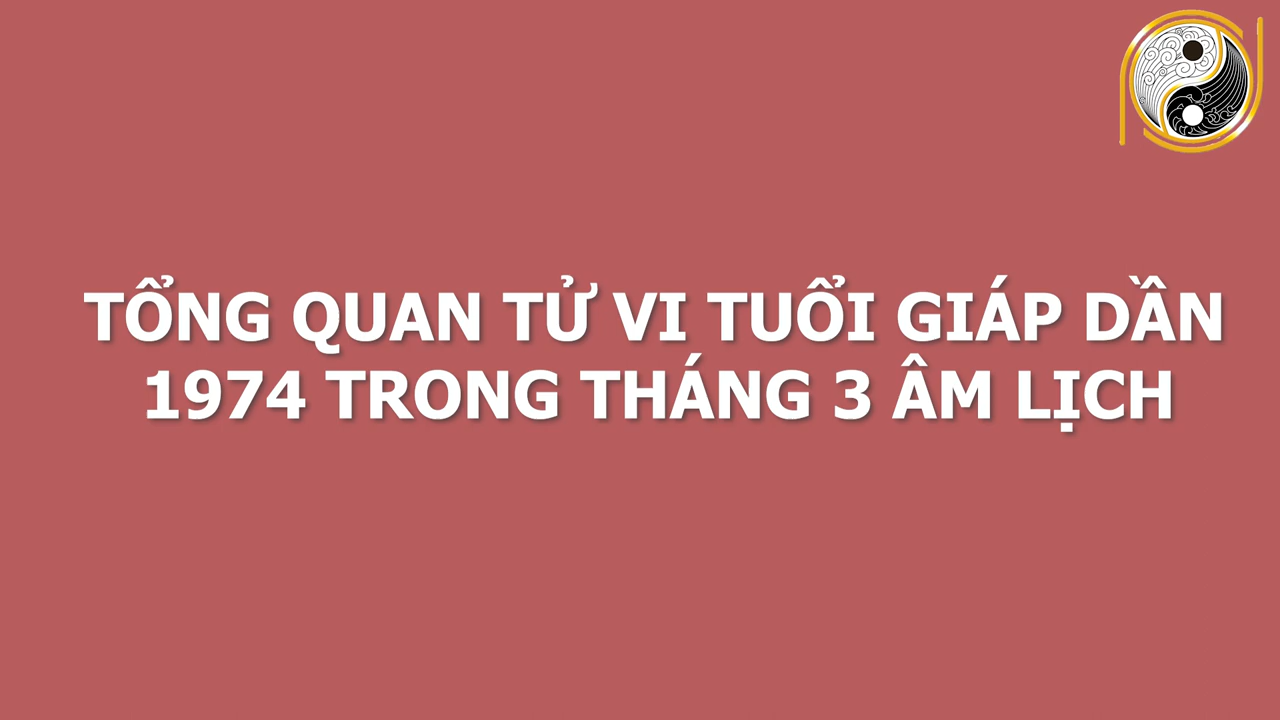 TỔNG QUAN TỬ VI TUỔI GIÁP DẦN
1974 TRONG THÁNG 3 ÂM LỊCH